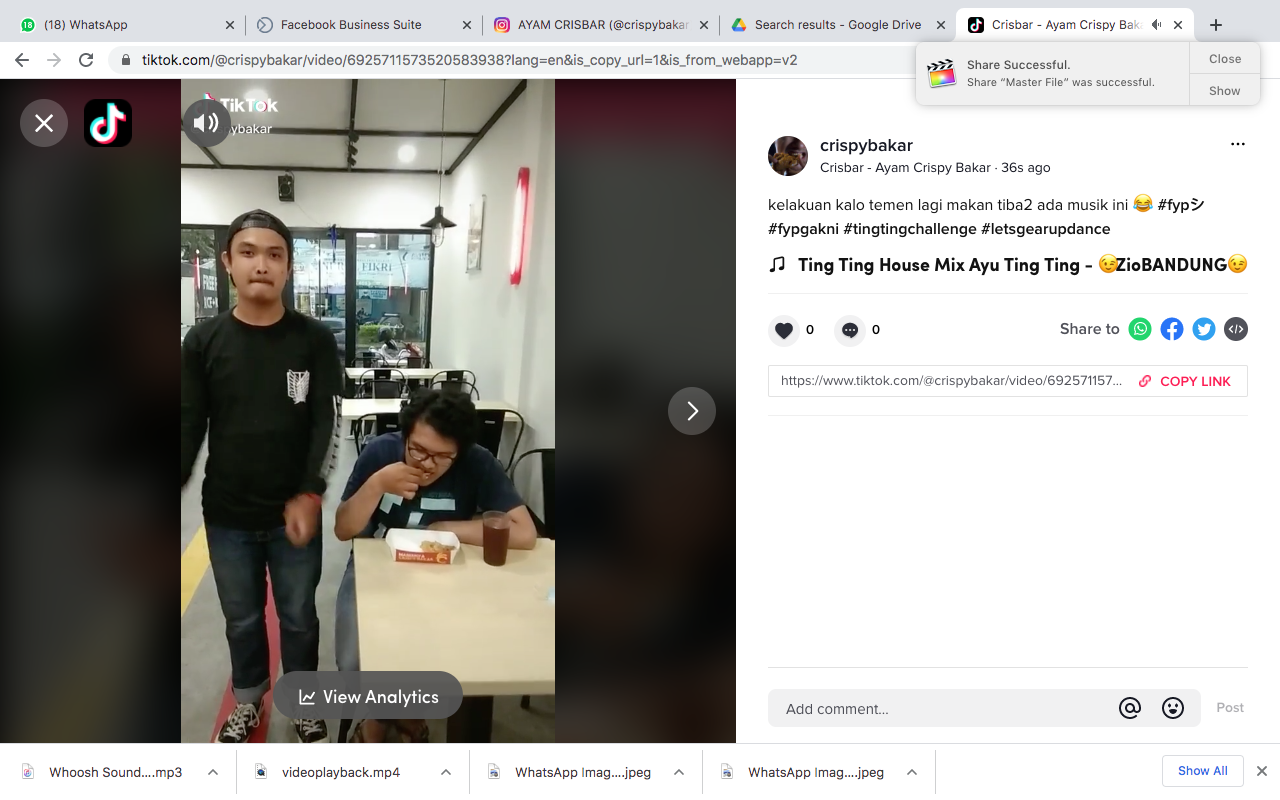 18
(18) WhatsApp
Facebook Business Suite
AYAM CRISBAR (@crispybakar
Search results - Google Drive
Crisbar - Ayam Crispy Bak
tiktok.com/@crispybakar/video/6925711573520583938?lang=en&is_copy_url=1&is_from_webapp=v2
Share Successful.
Share “Master File” was successful.
Close
Show
TikTok
ybakar
FIKRI
crispybakar
Crisbar - Ayam Crispy Bakar · 36s ago
kelakuan kalo temen lagi makan tiba2 ada musik ini 😂 #fypシ
#fypgakni #tingtingchallenge #letsgearupdance
Ting Ting House Mix Ayu Ting Ting - 😉ZioBANDUNG😉
0
0
Share to
https://www.tiktok.com/@crispybakar/video/692571157...
COPY LINK
View Analytics
Add comment...
Post
Whoosh Sound....mp3
videoplayback.mp4
WhatsApp Imag....jpeg
WhatsApp Imag....jpeg
Show All